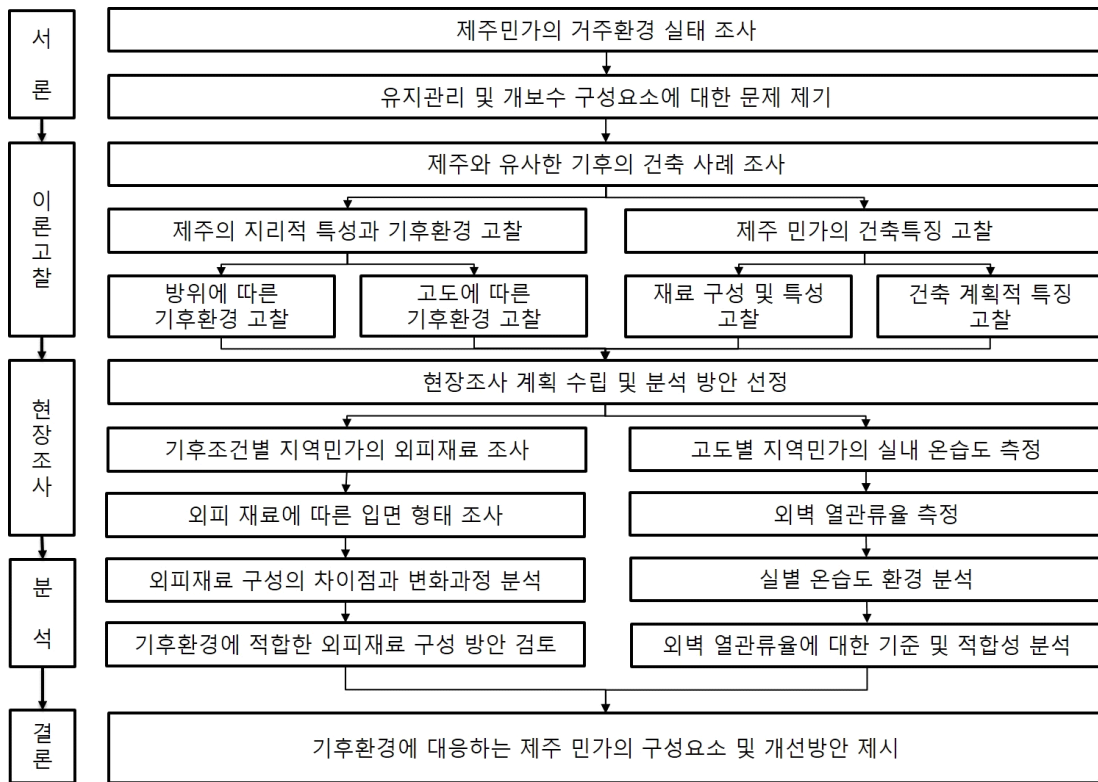 서
론
제주민가의 거주환경 실태 조사
유지관리 및 개보수 구성요소에 대한 문제 제기
이
론
고
찰
제주와 유사한 기후의 건축 사례 조사
제주의 지리적 특성과 기후환경 고찰
제주 민가의 건축특징 고찰
방위에 따른
기후환경 고찰
고도에 따른
기후환경 고찰
재료 구성 및 특성
고찰
건축 계획적 특징
고찰
현
장
조
사
현장조사 계획 수립 및 분석 방안 선정
기후조건별 지역민가의 외피재료 조사
고도별 지역민가의 실내 온습도 측정
외피 재료에 따른 입면 형태 조사
외벽 열관류율 측정
분
석
외피재료 구성의 차이점과 변화과정 분석
실별 온습도 환경 분석
기후환경에 적합한 외피재료 구성 방안 검토
외벽 열관류율에 대한 기준 및 적합성 분석
결
론
기후환경에 대응하는 제주 민가의 구성요소 및 개선방안 제시